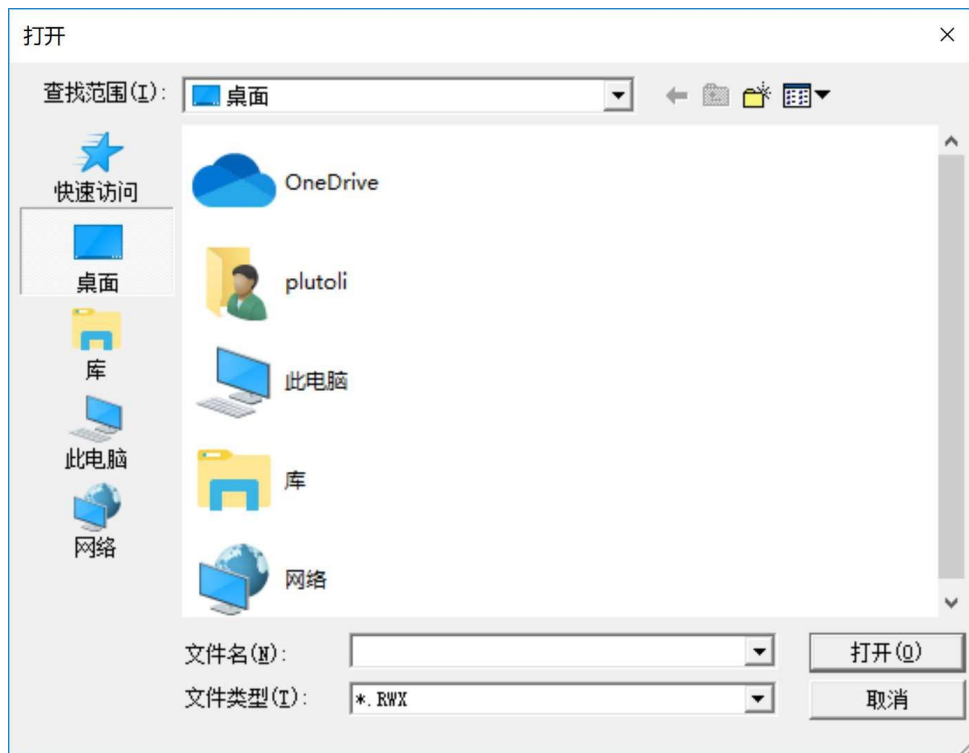 打开
查找范围(I):
桌面
快速访问
桌面
库
此电脑
网络
OneDrive
plutoli
此电脑
库
网络
文件名(N):
打开(O)
文件类型(T):
*.RWX
取消